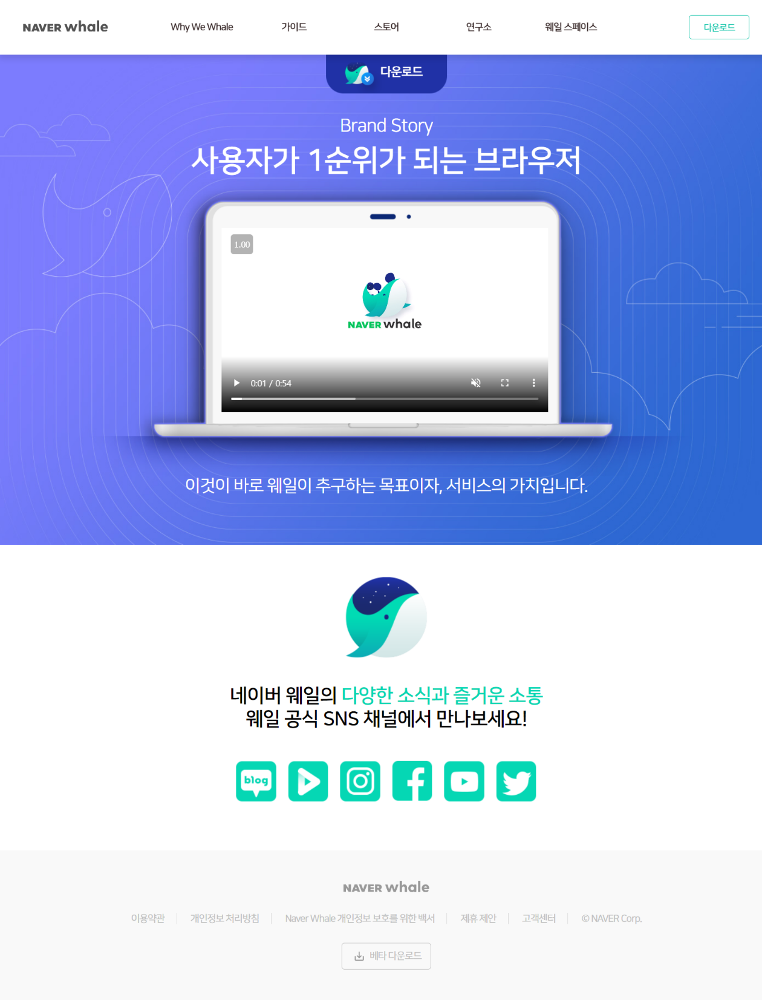 NAVER whale
Why We Whale
가이드
스토어
연구소
웨일 스페이스
다운로드
다운로드
Brand Story
사용자가 1순위가 되는 브라우저
1.00
NAVER whale
0:01 / 0:54
이것이 바로 웨일이 추구하는 목표이자, 서비스의 가치입니다.
네이버 웨일의 다양한 소식과 즐거운 소통
웨일 공식 SNS 채널에서 만나보세요!
blog
NAVER whale
이용약관
개인정보 처리방침
Naver Whale 개인정보 보호를 위한 백서
제휴 제안
고객센터
© NAVER Corp.
베타 다운로드